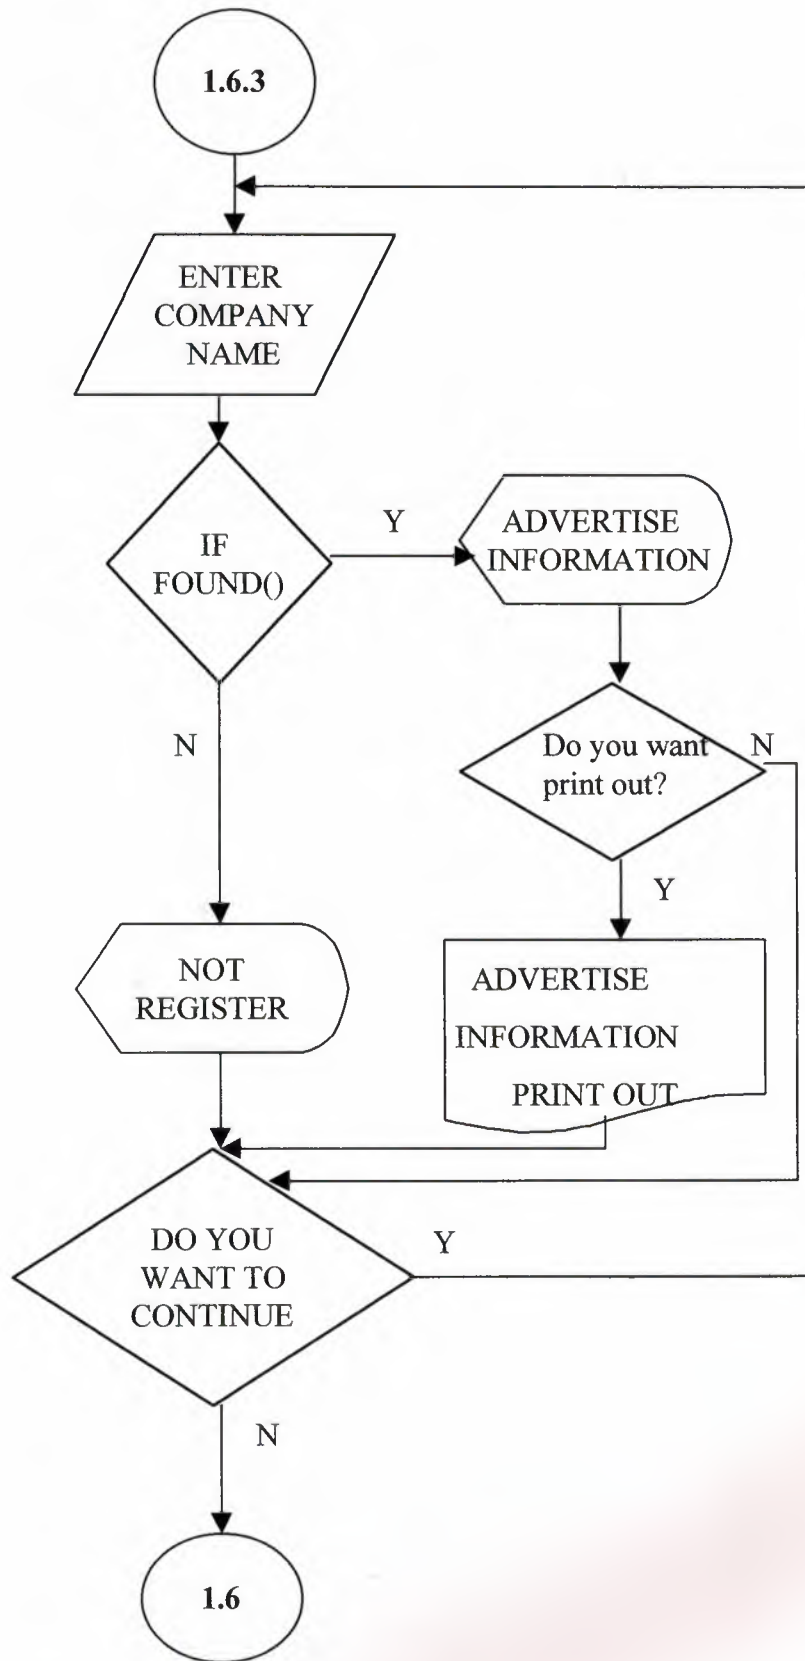 1.6.3
ENTER
COMPANY
NAME
IF
FOUND()
Y
ADVERTISE
INFORMATION
N
Do you want
print out?
N
Y
NOT
REGISTER
ADVERTISE
INFORMATION
PRINT OUT
DO YOU
WANT TO
CONTINUE
Y
N
1.6